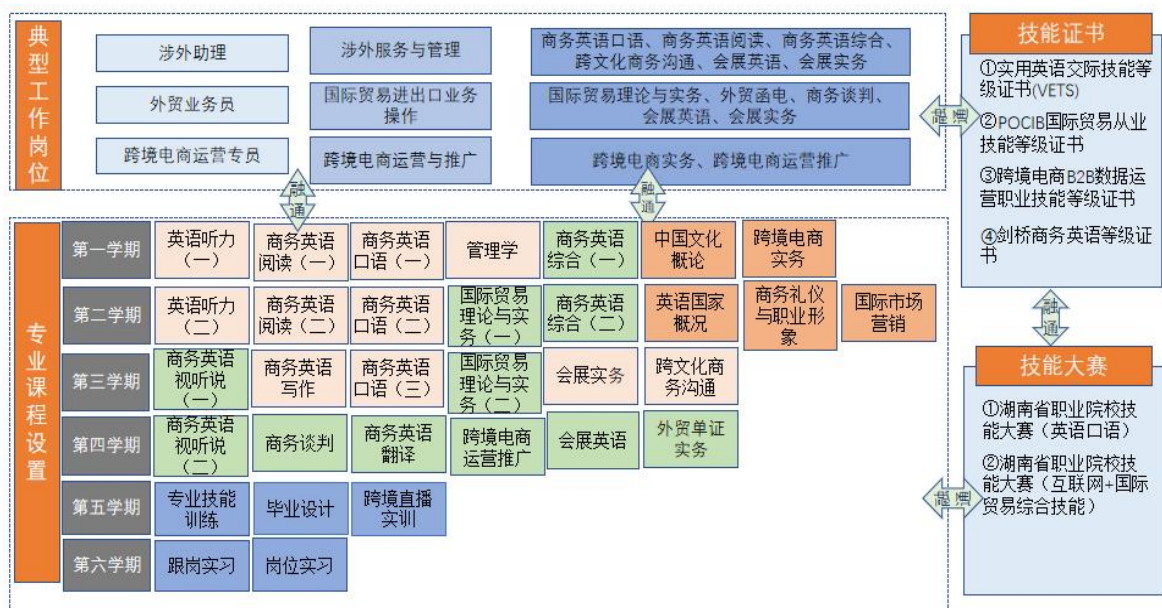 典型工作岗位
涉外助理
涉外服务与管理
商务英语口语、商务英语阅读、商务英语综合、
跨文化商务沟通、会展英语、会展实务
外贸业务员
国际贸易进出口业务
操作
国际贸易理论与实务、外贸函电、商务谈判、
会展英语、会展实务
跨境电商运营专员
跨境电商运营与推广
跨境电商实务、跨境电商运营推广
融通
融通
融通
技能证书
①实用英语交际技能等
级证书(VETS)
②POCIB国际贸易从业
技能等级证书
③跨境电商B2B数据运
营职业技能等级证书
④剑桥商务英语等级证
书
融通
专业课程设置
第一学期
英语听力
（一）
商务英语
阅读（一）
商务英语
口语（一）
管理学
商务英语
综合（一）
中国文化
概论
跨境电商
实务
第二学期
英语听力
（二）
商务英语
阅读（二）
商务英语
口语（二）
国际贸易
理论与实
务（一）
商务英语
综合（二）
英语国家
概况
商务礼仪
与职业形
象
国际市场
营销
第三学期
商务英语
视听说
（一）
商务英语
写作
商务英语
口语（三）
国际贸易
理论与实
务（二）
会展实务
跨文化商
务沟通
第四学期
商务英语
视听说
（二）
商务谈判
商务英语
翻译
跨境电商
运营推广
会展英语
外贸单证
实务
第五学期
专业技能
训练
毕业设计
跨境直播
实训
第六学期
跟岗实习
岗位实习
融通
技能大赛
①湖南省职业院校技
能大赛（英语口语）
②湖南省职业院校技
能大赛（互联网+国际
贸易综合技能）